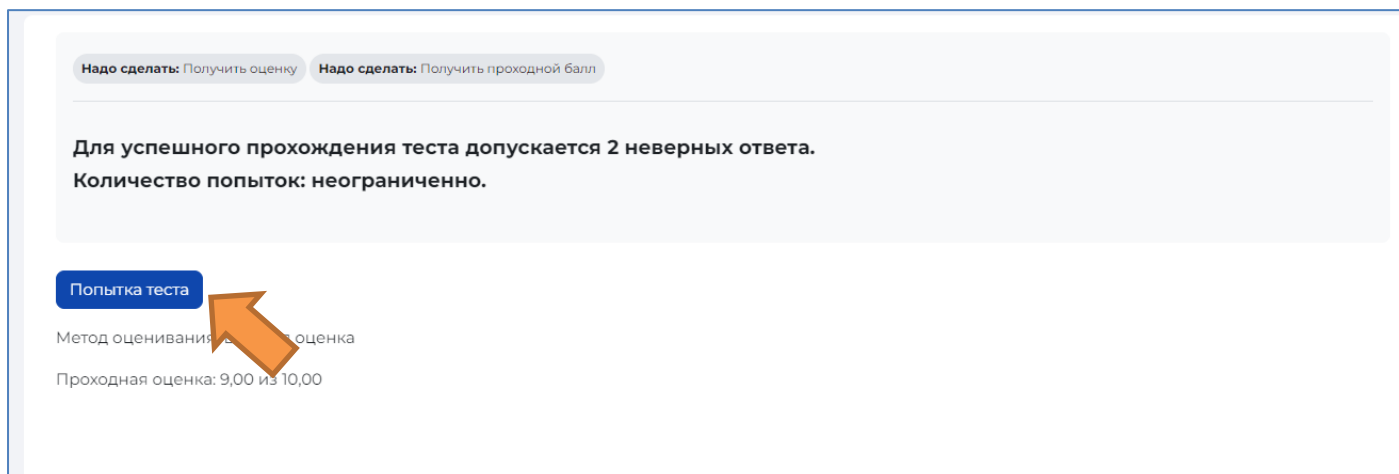 Надо сделать: Получить оценку Надо сделать: Получить проходной балл
Для успешного прохождения теста допускается 2 неверных ответа.
Количество попыток: неограниченно.
Попытка теста
Метод оценивания оценка
Проходная оценка: 9,00 из 10,00